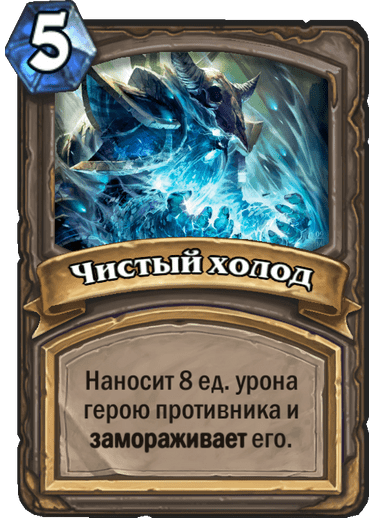 5
Чистый холод
Наносит 8 ед. урона
герою противника и
замораживает его.